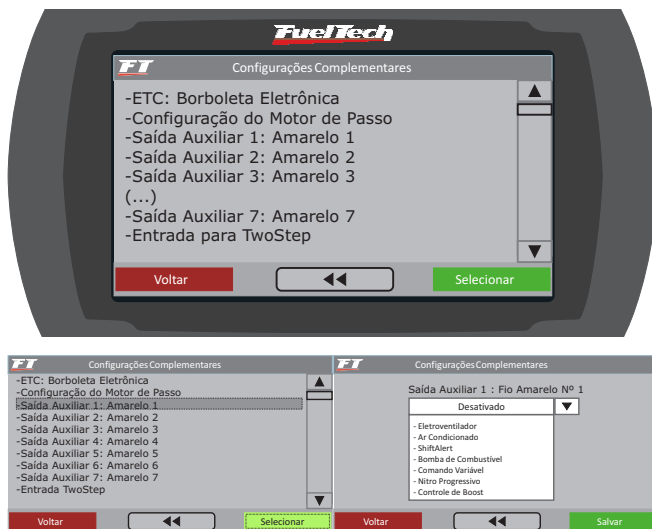 FuelTech
FT
Configurações Complementares
-ETC: Borboleta Eletrônica
-Configuração do Motor de Passo
-Saída Auxiliar 1: Amarelo 1
-Saída Auxiliar 2: Amarelo 2
-Saída Auxiliar 3: Amarelo 3
(...)
-Saída Auxiliar 7: Amarelo 7
-Entrada para TwoStep
Voltar
Selecionar
FT
Configurações Complementares
-ETC: Borboleta Eletrônica
-Configuração do Motor de Passo
-Saída Auxiliar 1: Amarelo 1
-Saída Auxiliar 2: Amarelo 2
-Saída Auxiliar 3: Amarelo 3
-Saída Auxiliar 4: Amarelo 4
-Saída Auxiliar 5: Amarelo 5
-Saída Auxiliar 6: Amarelo 6
-Saída Auxiliar 7: Amarelo 7
-Entrada TwoStep
Voltar
Selecionar
FT
Configurações Complementares
Saída Auxiliar 1 : Fio Amarelo Nº 1
Desativado
- Eletroventilador
- Ar Condicionado
- ShiftAlert
- Bomba de Combustível
- Comando Variável
- Nitro Progressivo
- Controle de Boost
Voltar
Salvar